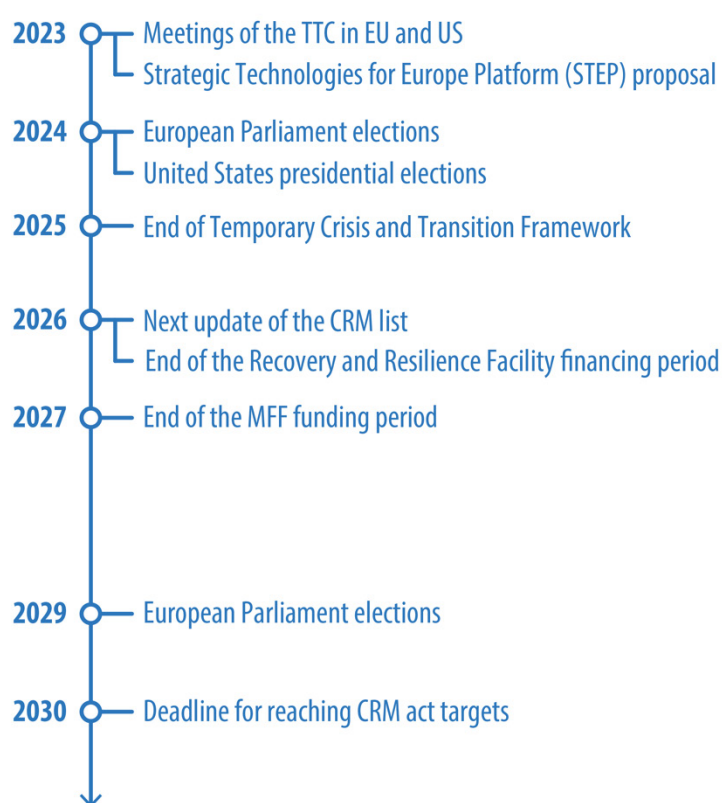 2023 Meetings of the TTC in EU and US
Strategic Technologies for Europe Platform (STEP) proposal
2024 European Parliament elections
United States presidential elections
2025 End of Temporary Crisis and Transition Framework
2026 Next update of the CRM list
End of the Recovery and Resilience Facility financing period
2027 End of the MFF funding period
2029 European Parliament elections
2030 Deadline for reaching CRM act targets